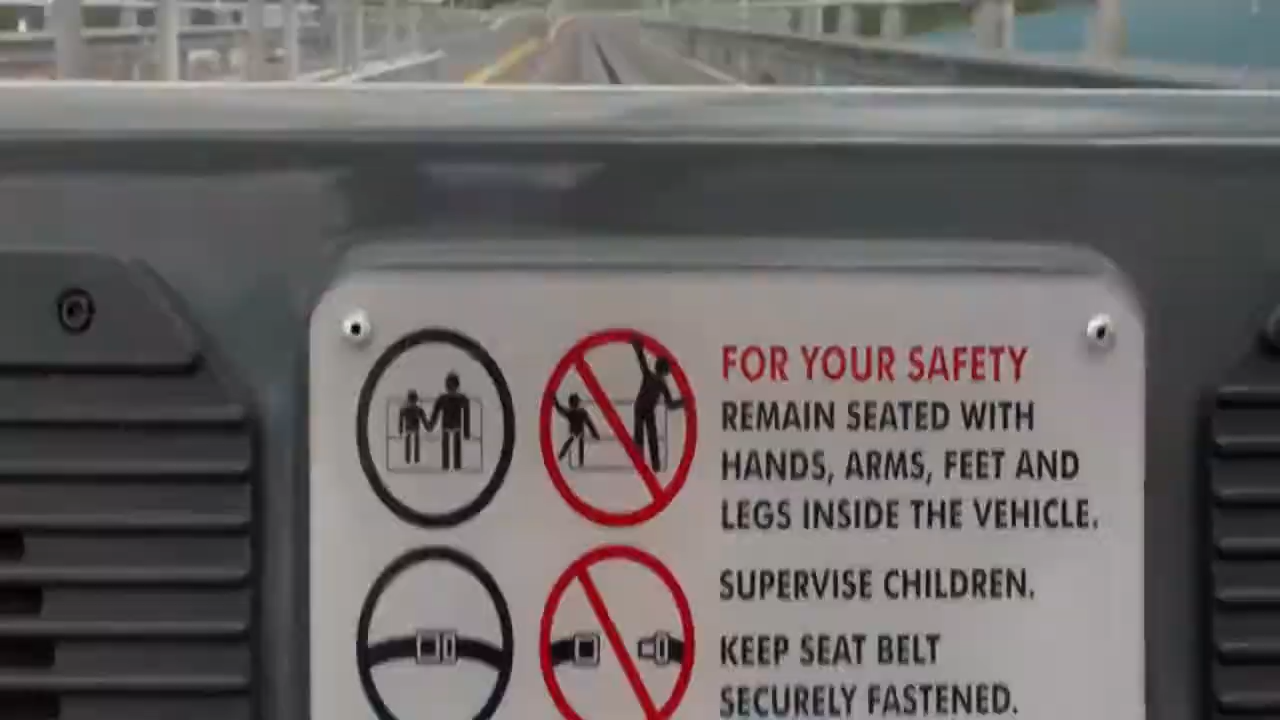 FOR YOUR SAFETY
REMAIN SEATED WITH
HANDS, ARMS, FEET AND
LEGS INSIDE THE VEHICLE.
SUPERVISE CHILDREN.
KEEP SEAT BELT
SECURELY FASTENED.